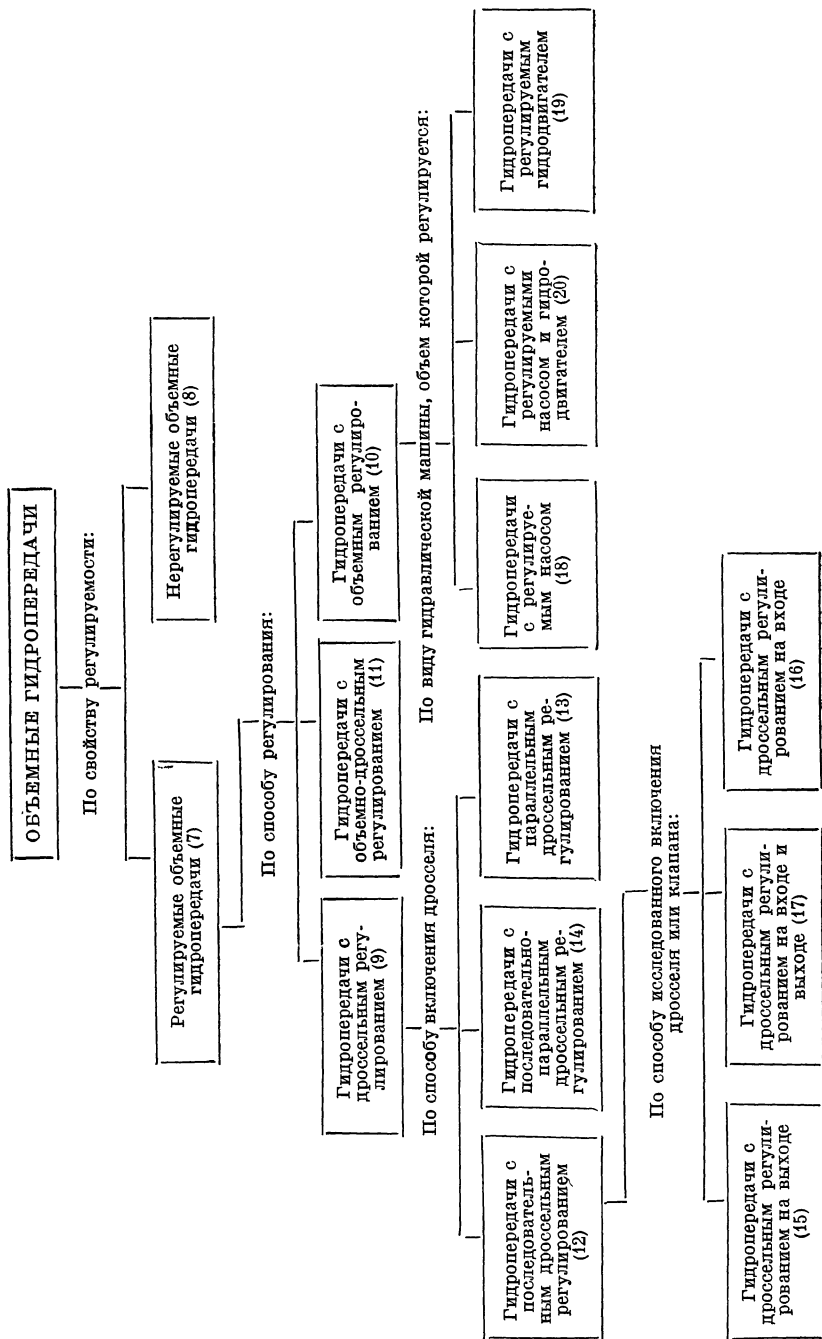 ОБЪЕМНЫЕ ГИДРОПЕРЕДАЧИ
По свойству регулируемости:
Регулируемые объемные
гидропередачи (7)
Нерегулируемые объемные
гидропередачи (8)
По способу регулирования:
Гидропередачи с
дроссельным регу-
лированием (9)
Гидропередачи с
объемно-дроссельным
регулированием (11)
Гидропередачи с
объемным регулиро-
ванием (10)
По способу включения дросселя:
По виду гидравлической машины, объем которой регулируется:
Гидропередачи с
последователь-
ным дроссельным
регулированием
(12)
Гидропередачи с
последовательно-
параллельным
дроссельным ре-
гулированием (14)
Гидропередачи с
параллельным
дроссельным ре-
гулированием (13)
Гидропередачи
с регулируе-
мым насосом
(18)
Гидропередачи с
регулируемыми
насосом и гидро-
двигателем (20)
Гидропередачи с
регулируемым
гидродвигателем
(19)
По способу исследованного включения
дросселя или клапана:
Гидропередачи с
дроссельным регули-
рованием на выходе
(15)
Гидропередачи с
дроссельным регули-
рованием на входе и
выходе (17)
Гидропередачи с
дроссельным регули-
рованием на входе
(16)